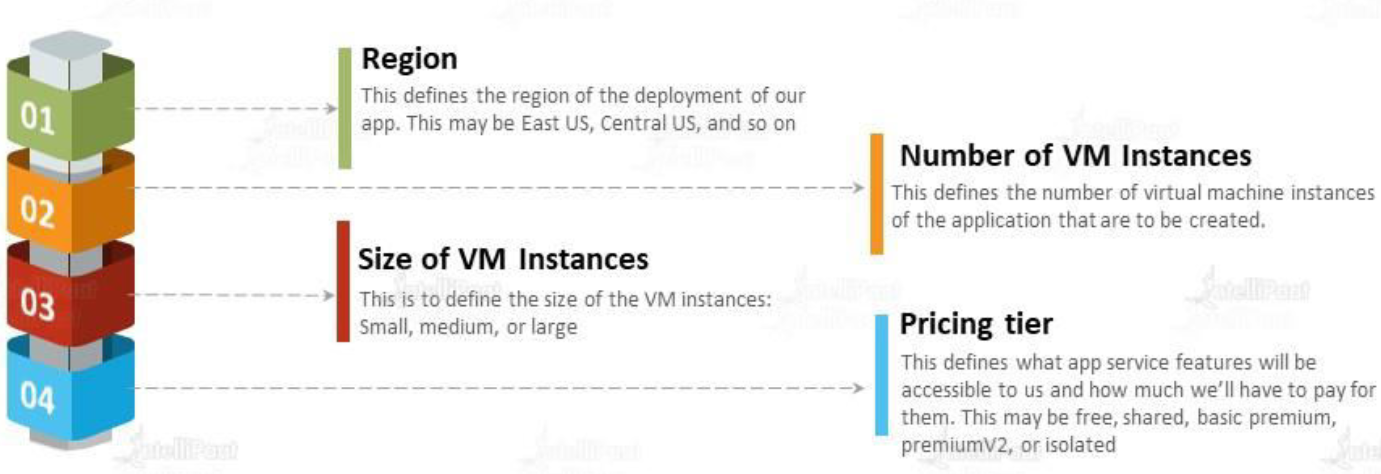 01
Region
This defines the region of the deployment of our
app. This may be East US, Central US, and so on
02
Number of VM Instances
This defines the number of virtual machine instances
of the application that are to be created.
03
Size of VM Instances
This is to define the size of the VM instances:
Small, medium, or large
04
Pricing tier
This defines what app service features will be
accessible to us and how much we'll have to pay for
them. This may be free, shared, basic premium,
premiumV2, or isolated